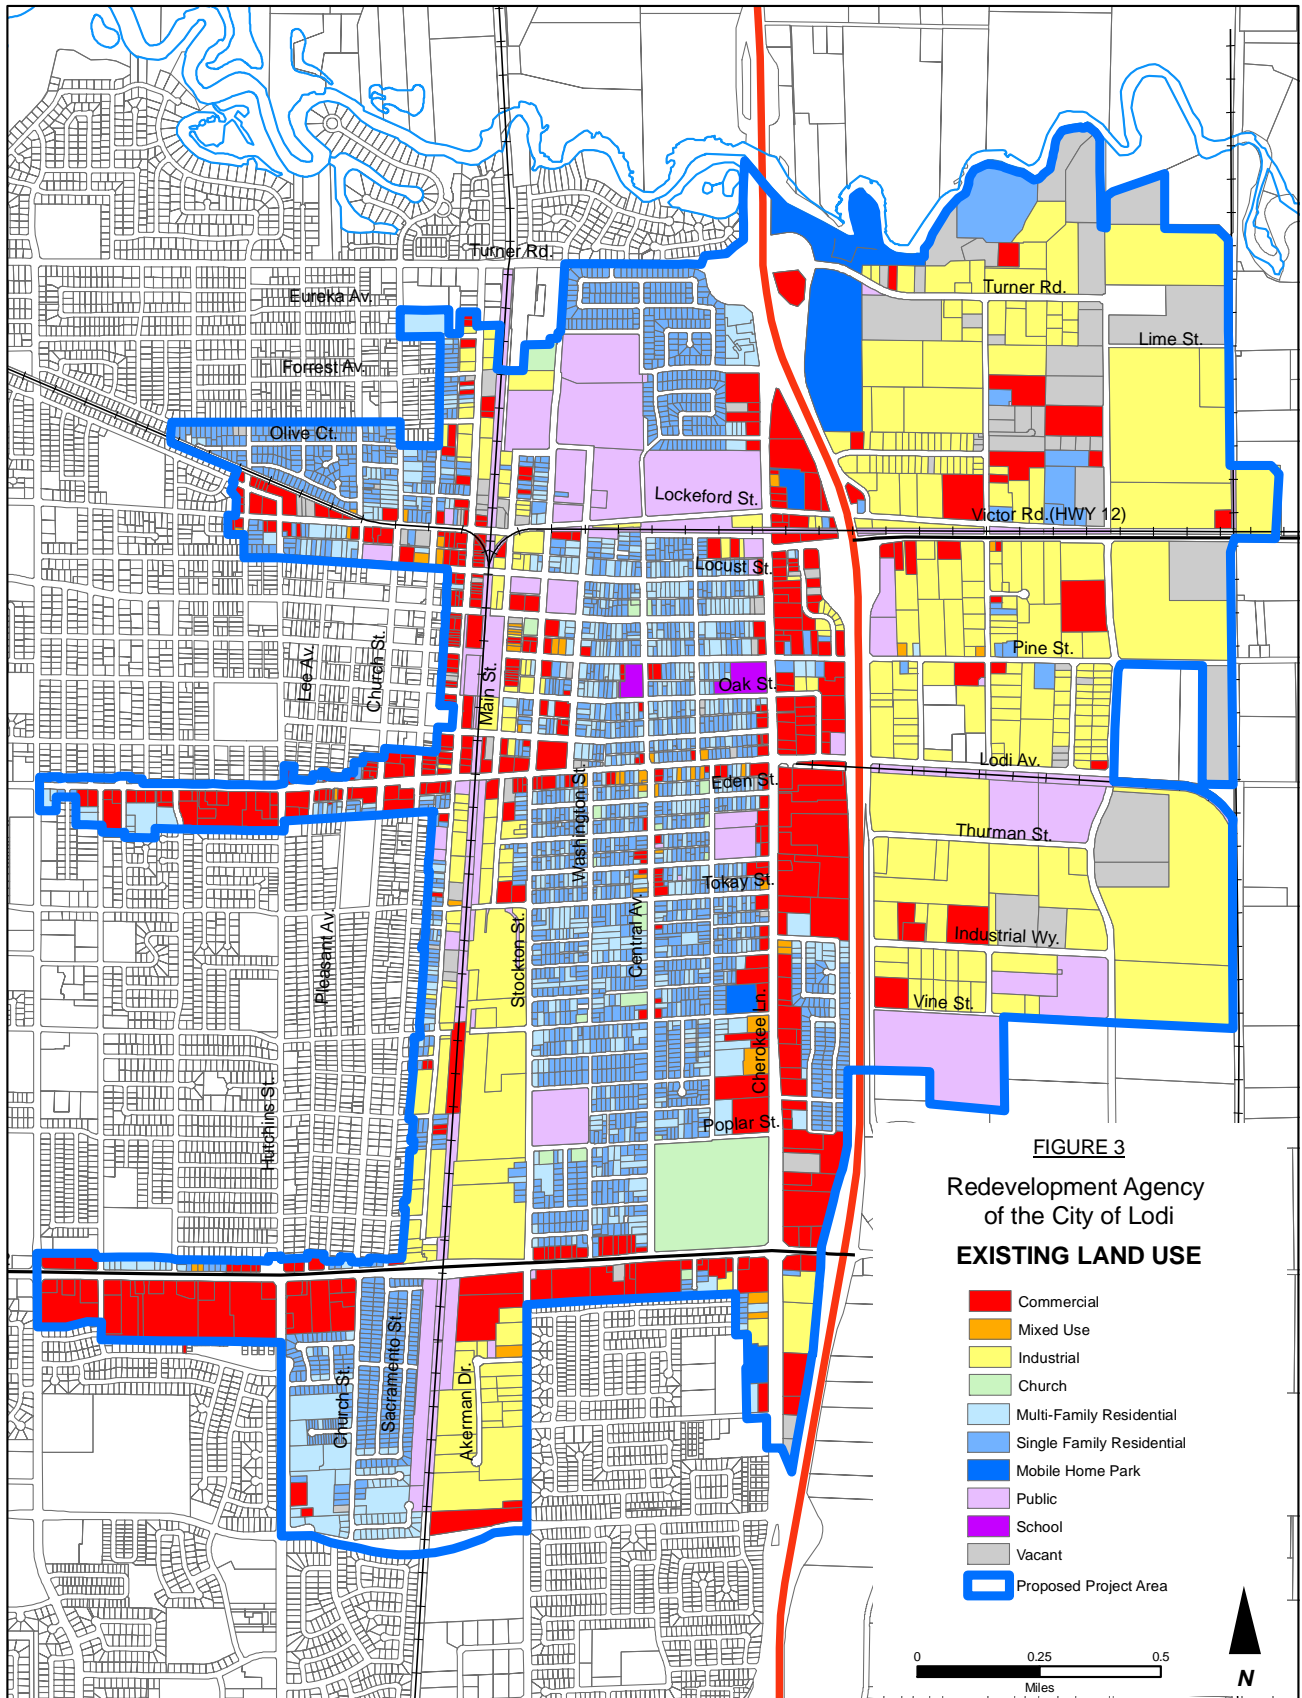 Turner Rd.
Eureka Av.
Turner Rd.
Lime St.
Forrest Av.
Olive Ct.
Lockeford St.
Victor Rd.(HWY 12)
Locust St.
Pine St.
Lee Av.
Church St.
Main St.
Oak St.
Lodi Av.
Eden St.
Washington St.
Thurman St.
Tokay St.
Pleasant Av.
Stockton St.
Central Av.
Industrial Wy.
Cherokee Ln.
Vine St.
Hutchins St.
Poplar St.
Church St.
Sacramento St.
Akerman Dr.
FIGURE 3
Redevelopment Agency
of the City of Lodi
EXISTING LAND USE
Commercial
Mixed Use
Industrial
Church
Multi-Family Residential
Single Family Residential
Mobile Home Park
Public
School
Vacant
Proposed Project Area
0 0.25 0.5
Miles
N